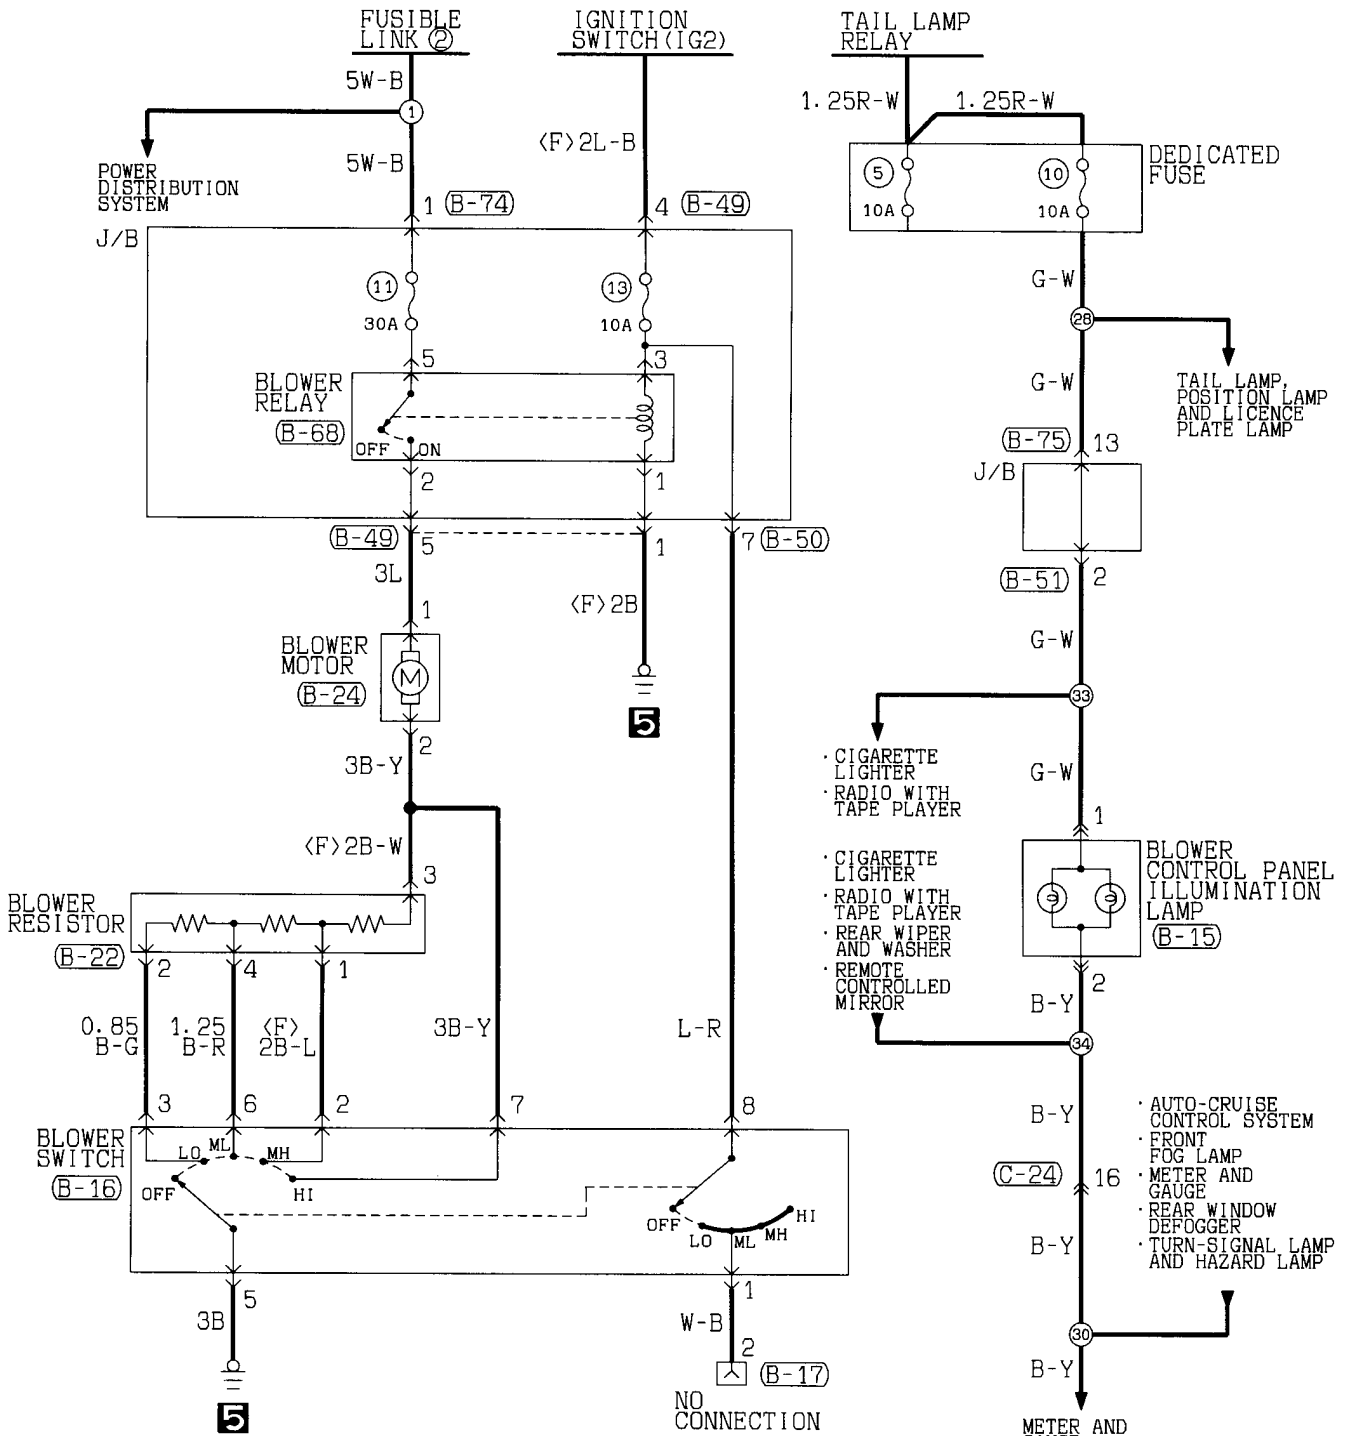 FUSIBLE
LINK ②
IGNITION
SWITCH(IG2)
TAIL LAMP
RELAY
5W-B
1
1.25R-W
1.25R-W
5W-B
〈F〉2L-B
POWER
DISTRIBUTION
SYSTEM
DEDICATED
FUSE
5
10A
10
10A
1
B-74
4
B-49
J/B
11
30A
13
10A
G-W
28
5
3
BLOWER
RELAY
B-68
OFF
ON
G-W
TAIL LAMP,
POSITION LAMP
AND LICENCE
PLATE LAMP
2
1
B-75
13
J/B
B-49
5
1
7
B-50
3L
〈F〉2B
B-51
2
1
BLOWER
MOTOR
B-24
M
G-W
5
33
2
3B-Y
· CIGARETTE
LIGHTER
· RADIO WITH
TAPE PLAYER
G-W
1
〈F〉2B-W
3
BLOWER
RESISTOR
B-22
· CIGARETTE
LIGHTER
· RADIO WITH
TAPE PLAYER
· REAR WIPER
AND WASHER
· REMOTE
CONTROLLED
MIRROR
BLOWER
CONTROL PANEL
ILLUMINATION
LAMP
B-15
2
4
1
2
B-Y
0.85
B-G
1.25
B-R
〈F〉
2B-L
3B-Y
L-R
34
3
6
2
7
8
B-Y
· AUTO-CRUISE
CONTROL SYSTEM
· FRONT
FOG LAMP
· METER AND
GAUGE
· REAR WINDOW
DEFOGGER
· TURN-SIGNAL LAMP
AND HAZARD LAMP
BLOWER
SWITCH
B-16
LO
ML
MH
OFF
HI
C-24
16
OFF
LO
ML
MH
HI
B-Y
5
1
3B
W-B
30
2
B-17
B-Y
5
NO
CONNECTION
METER AND